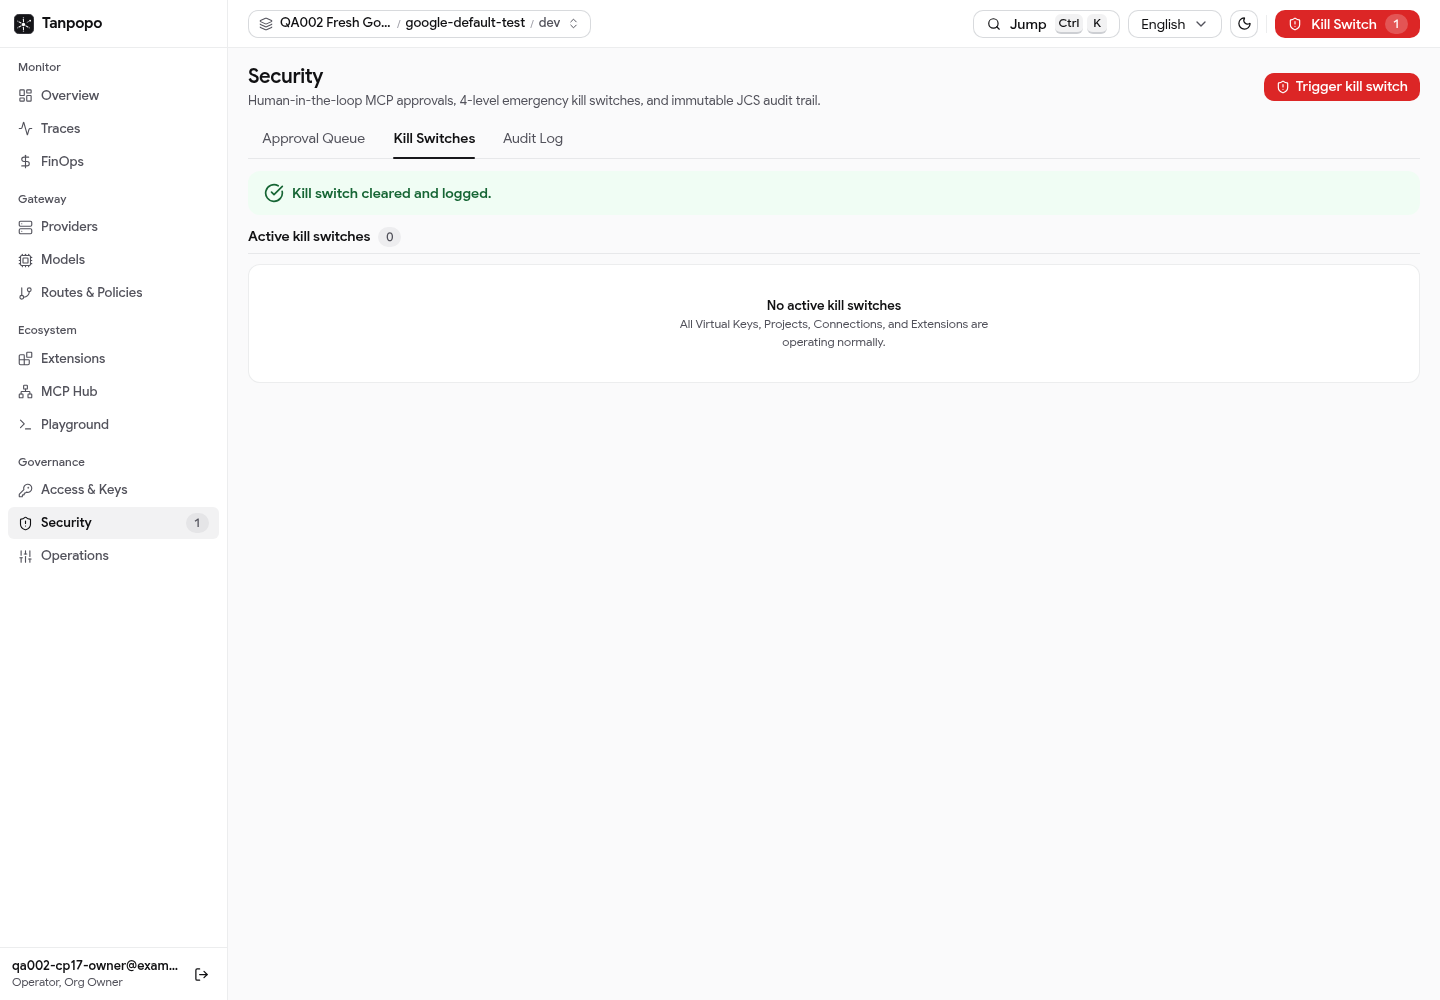 Tanpopo
QA002 Fresh Go... / google-default-test / dev
Jump Ctrl K
English
Kill Switch 1
Monitor
Overview
Traces
FinOps
Gateway
Providers
Models
Routes & Policies
Ecosystem
Extensions
MCP Hub
Playground
Governance
Access & Keys
Security 1
Operations
qa002-cp17-owner@exam...
Operator, Org Owner
Security
Human-in-the-loop MCP approvals, 4-level emergency kill switches, and immutable JCS audit trail.
Trigger kill switch
Approval Queue Kill Switches Audit Log
Kill switch cleared and logged.
Active kill switches 0
No active kill switches
All Virtual Keys, Projects, Connections, and Extensions are
operating normally.